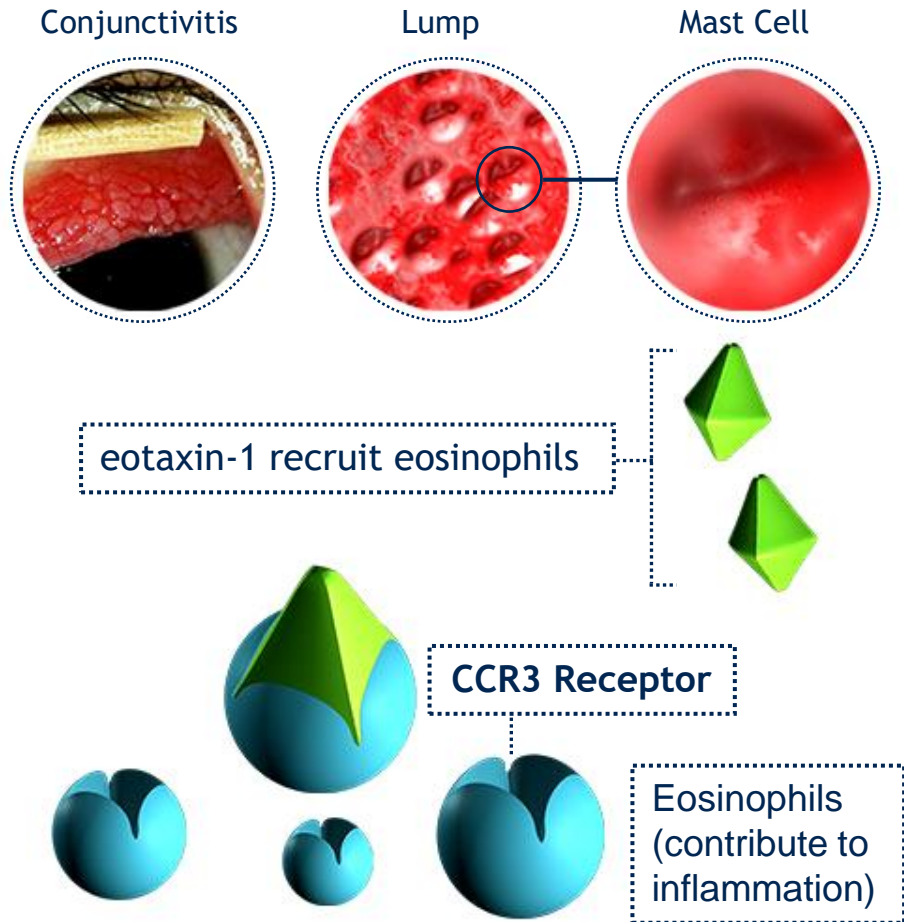 Conjunctivitis
Lump
Mast Cell
eotaxin-1 recruit eosinophils
CCR3 Receptor
Eosinophils
(contribute to
inflammation)